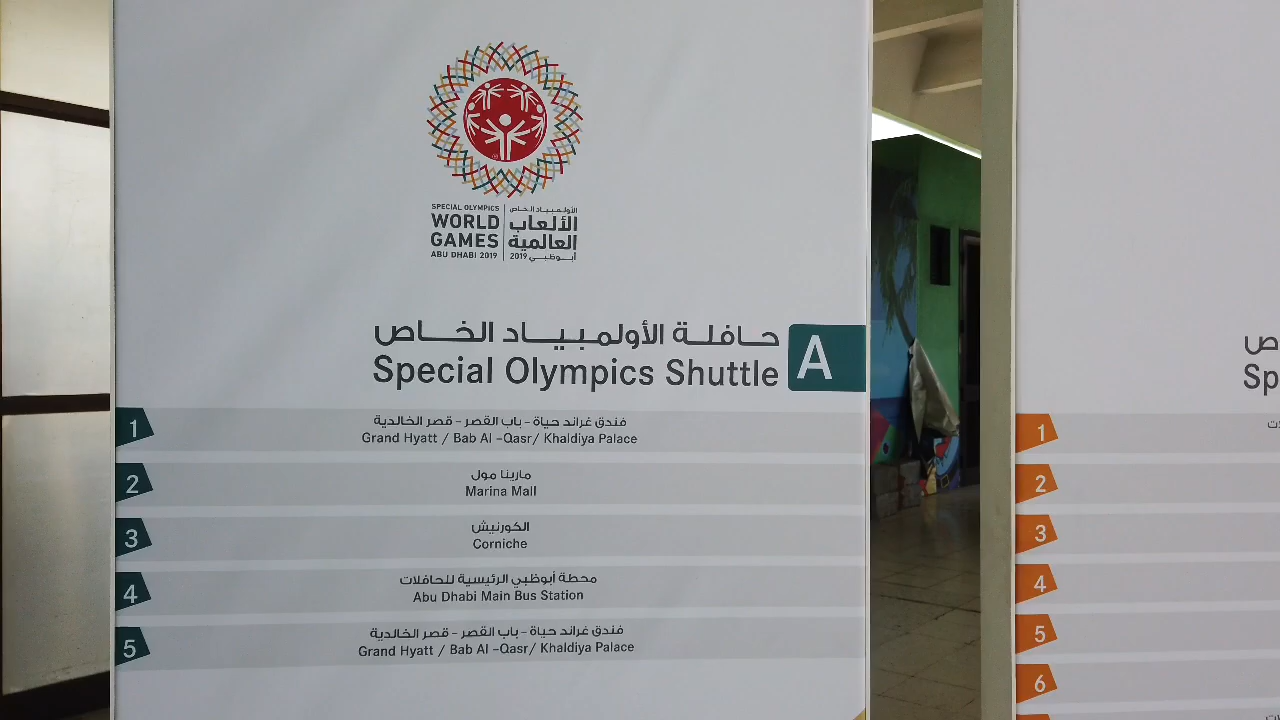 SPECIAL OLYMPICS
WORLD
GAMES
ABU DHABI 2019
الأولمبياد الخاص
الألعاب
العالمية
أبوظبي 2019
حافلة الأولمبياد الخاص
Special Olympics Shuttle
A
1
فندق غراند حياة - باب القصر - قصر الخالدية
Grand Hyatt / Bab Al -Qasr/ Khaldiya Palace
2
مارينا مول
Marina Mall
3
الكورنيش
Corniche
4
محطة أبوظبي الرئيسية للحافلات
Abu Dhabi Main Bus Station
5
فندق غراند حياة - باب القصر - قصر الخالدية
Grand Hyatt / Bab Al -Qasr/ Khaldiya Palace
ص
Sp
1
2
3
4
5
6